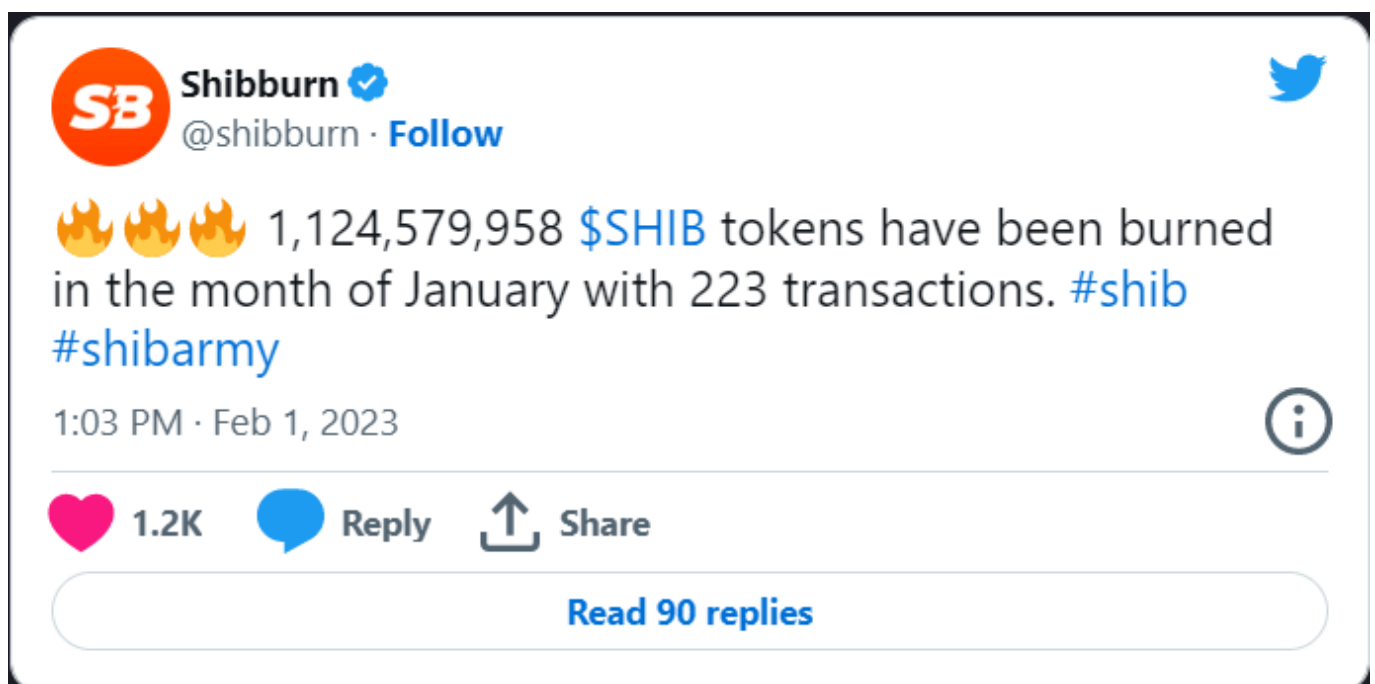 SB
Shibburn
@shibburn · Follow
🔥🔥🔥 1,124,579,958 $SHIB tokens have been burned
in the month of January with 223 transactions. #shib
#shibarmy
1:03 PM · Feb 1, 2023
1.2K Reply Share
Read 90 replies